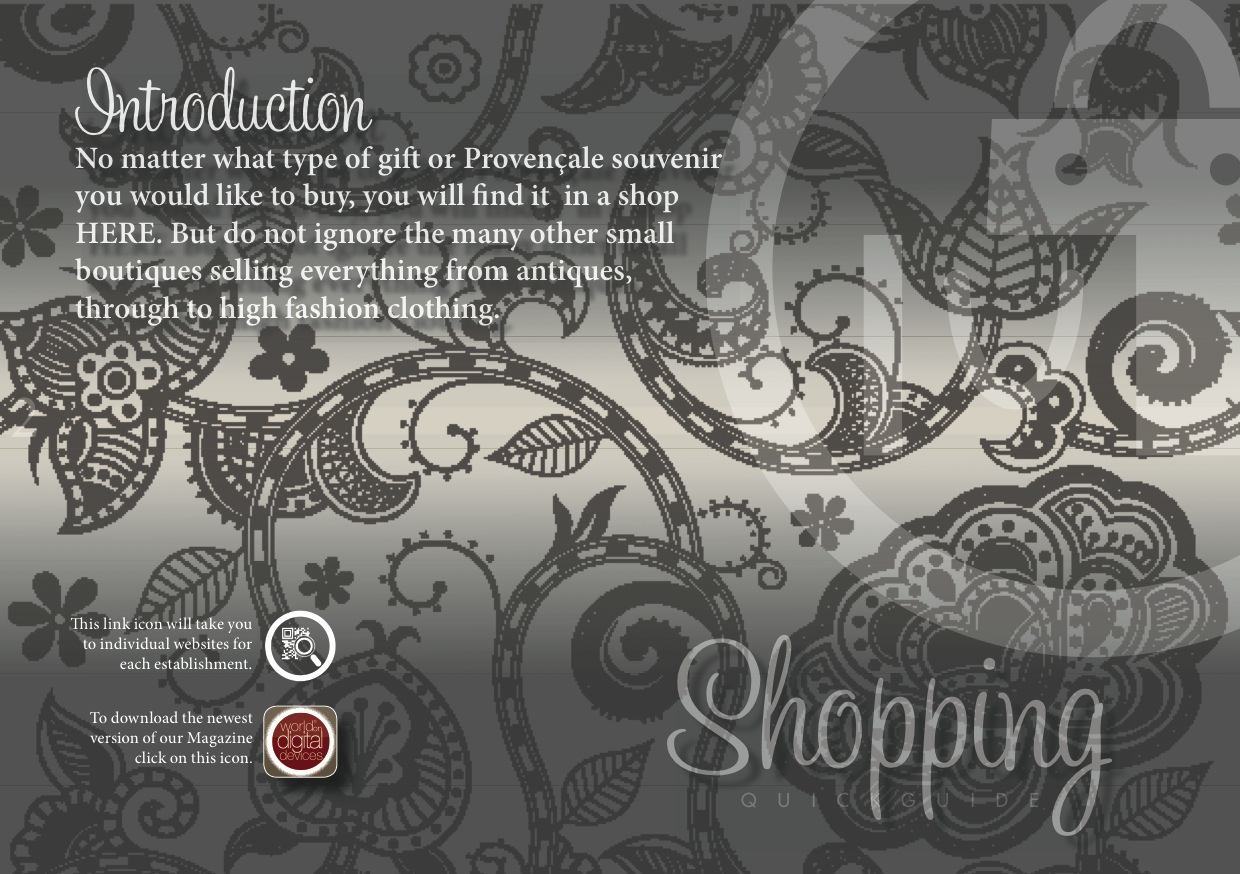 Introduction
No matter what type of gift or Provençale souvenir
you would like to buy, you will find it  in a shop
HERE. But do not ignore the many other small
boutiques selling everything from antiques,
through to high fashion clothing.
2
This link icon will take you
to individual websites for
each establishment.
To download the newest
version of our Magazine
click on this icon.
world on
digital
devices
Shopping
QUICKGUIDE